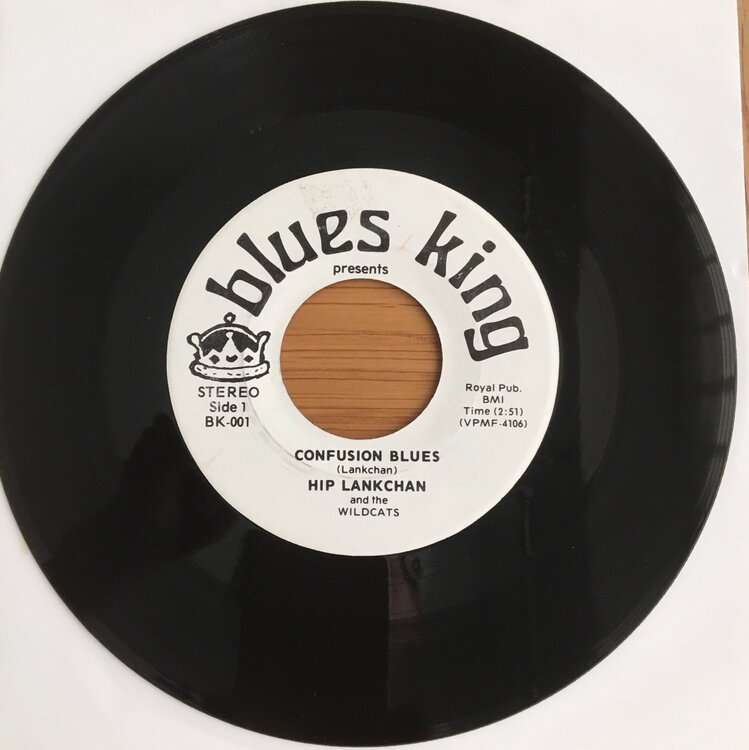 blues king
presents
STEREO
Side 1
BK-001
Royal Pub.
BMI
Time (2:51)
(VPMF-4106)
CONFUSION BLUES
(Lankchan)
HIP LANKCHAN
and the
WILDCATS